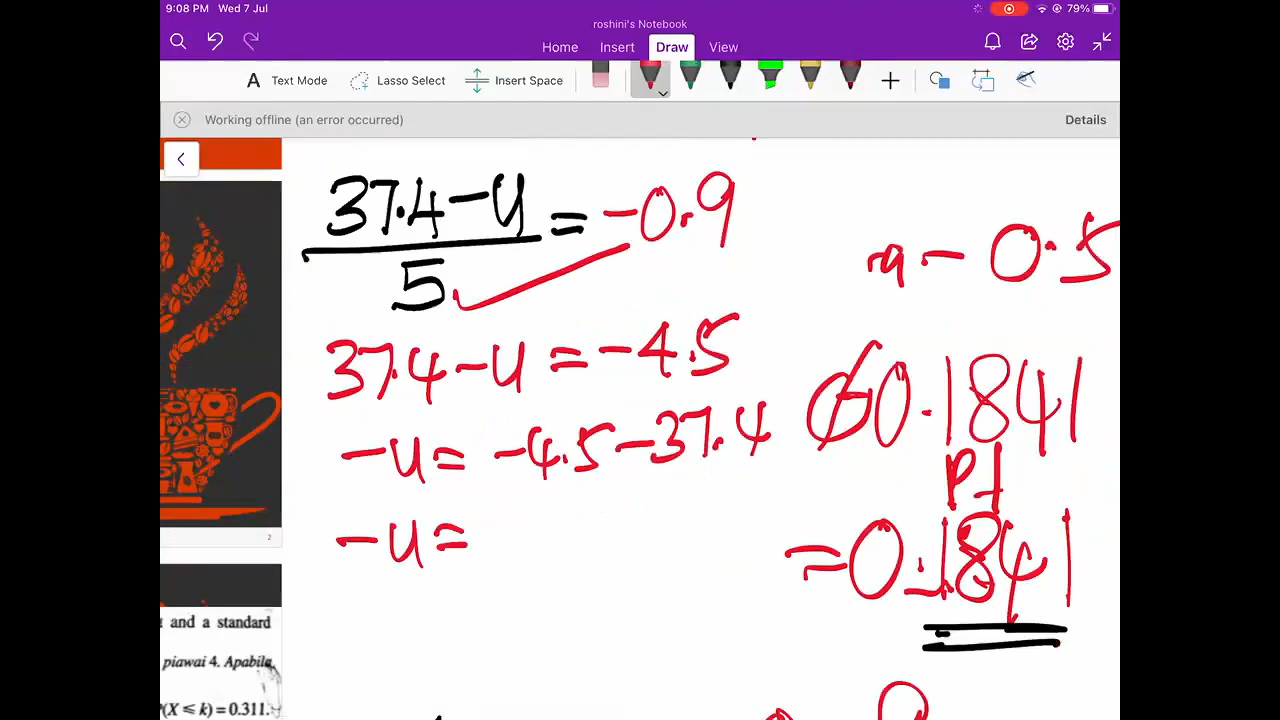 9:08 PM Wed 7 Jul
79%
roshini's Notebook
Home Insert Draw View
A Text Mode Lasso Select Insert Space
Working offline (an error occurred)
Details
Shap
2
and a standard
piawai 4. Apabila
(X ≤ k) = 0.311.
37.4 - u
5
= -0.9
37.4 - u = -4.5
-u = -4.5 - 37.4
-u =
- 0.5
0.1841
= 0.1841